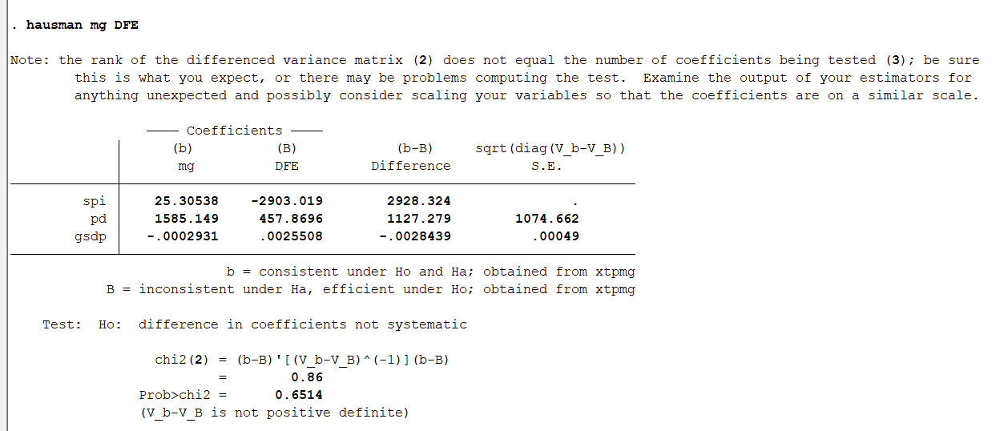 . hausman mg DFE
Note: the rank of the differenced variance matrix (2) does not equal the number of coefficients being tested (3); be sure
this is what you expect, or there may be problems computing the test.  Examine the output of your estimators for
anything unexpected and possibly consider scaling your variables so that the coefficients are on a similar scale.
Coefficients
(b) (B) (b-B) sqrt(diag(V_b-V_B))
mg DFE Difference S.E.
spi 25.30538 -2903.019 2928.324 .
pd 1585.149 457.8696 1127.279 1074.662
gsdp -.0002931 .0025508 -.0028439 .00049
b = consistent under Ho and Ha; obtained from xtpmg
B = inconsistent under Ha, efficient under Ho; obtained from xtpmg
Test:  Ho:  difference in coefficients not systematic
chi2(2) = (b-B)'[(V_b-V_B)^(-1)](b-B)
= 0.86
Prob>chi2 = 0.6514
(V_b-V_B is not positive definite)